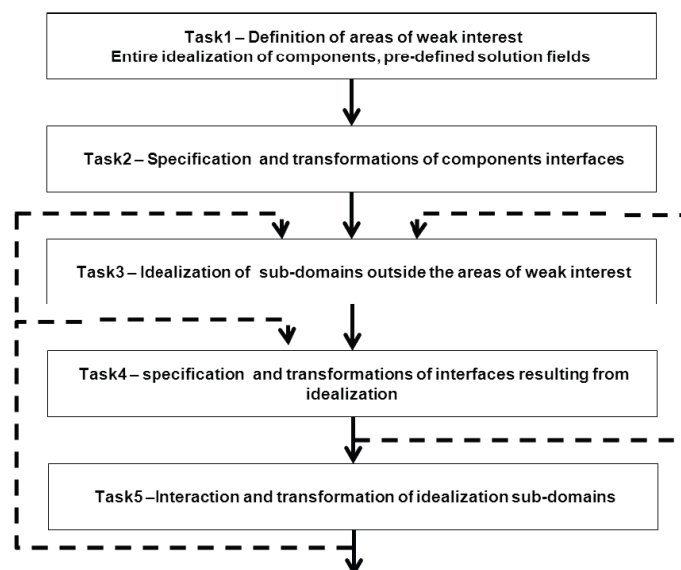 Task1 – Definition of areas of weak interest
Entire idealization of components, pre-defined solution fields
Task2 – Specification and transformations of components interfaces
Task3 – Idealization of sub-domains outside the areas of weak interest
Task4 – specification and transformations of interfaces resulting from
idealization
Task5 –Interaction and transformation of idealization sub-domains